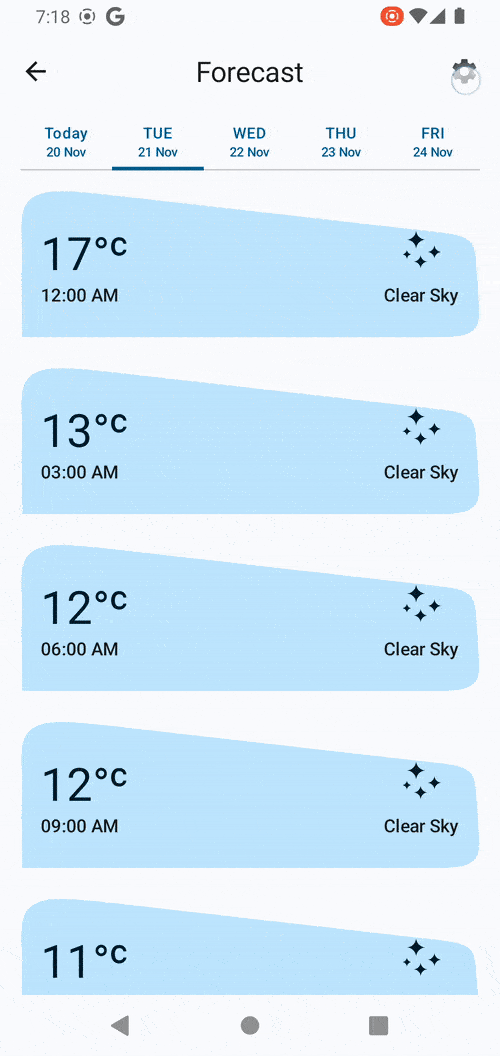 7:18
Forecast
Today TUE WED THU FRI
20 Nov 21 Nov 22 Nov 23 Nov 24 Nov
17°C
12:00 AM Clear Sky
13°C
03:00 AM Clear Sky
12°C
06:00 AM Clear Sky
12°C
09:00 AM Clear Sky
11°C